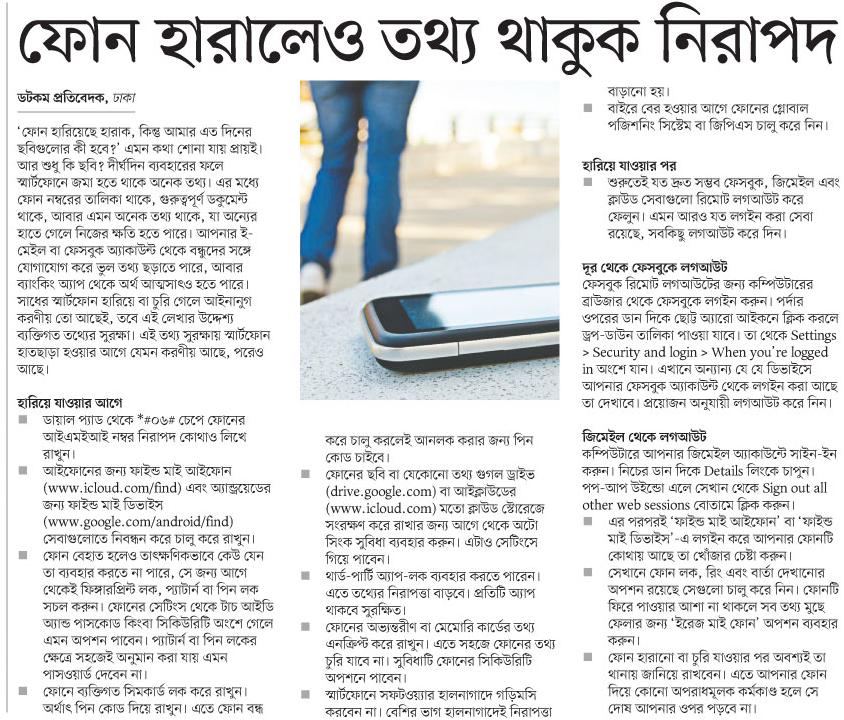 ফোন হারালেও তথ্য থাকুক নিরাপদ
ডটকম প্রতিবেদক, ঢাকা
‘ফোন হারিয়েছে হারাক, কিন্তু আমার এত দিনের
ছবিগুলোর কী হবে?’ এমন কথা শোনা যায় প্রায়ই।
আর শুধু কি ছবি? দীর্ঘদিন ব্যবহারের ফলে
স্মার্টফোনে জমা হতে থাকে অনেক তথ্য। এর মধ্যে
ফোন নম্বরের তালিকা থাকে, গুরুত্বপূর্ণ ডকুমেন্ট
থাকে, আবার এমন অনেক তথ্য থাকে, যা অন্যের
হাতে গেলে নিজের ক্ষতি হতে পারে। আপনার ই-
মেইল বা ফেসবুক অ্যাকাউন্ট থেকে বন্ধুদের সঙ্গে
যোগাযোগ করে ভুল তথ্য ছড়াতে পারে, আবার
ব্যাংকিং অ্যাপ থেকে অর্থ আত্মসাৎও হতে পারে।
সাধের স্মার্টফোন হারিয়ে বা চুরি গেলে আইনানুগ
করণীয় তো আছেই, তবে এই লেখার উদ্দেশ্য
ব্যক্তিগত তথ্যের সুরক্ষা। এই তথ্য সুরক্ষায় স্মার্টফোন
হাতছাড়া হওয়ার আগে যেমন করণীয় আছে, পরেও
আছে।
হারিয়ে যাওয়ার আগে
■ ডায়াল প্যাড থেকে *#০৬# চেপে ফোনের
আইএমইআই নম্বর নিরাপদ কোথাও লিখে
রাখুন।
■ আইফোনের জন্য ফাইন্ড মাই আইফোন
(www.icloud.com/find) এবং অ্যান্ড্রয়েডের
জন্য ফাইন্ড মাই ডিভাইস
(www.google.com/android/find)
সেবাগুলোতে নিবন্ধন করে চালু করে রাখুন।
■ ফোন বেহাত হলেও তাৎক্ষণিকভাবে কেউ যেন
তা ব্যবহার করতে না পারে, সে জন্য আগে
থেকেই ফিঙ্গারপ্রিন্ট লক, প্যাটার্ন বা পিন লক
সচল করুন। ফোনের সেটিংস থেকে টাচ আইডি
অ্যান্ড পাসকোড কিংবা সিকিউরিটি অংশে গেলে
এমন অপশন পাবেন। প্যাটার্ন বা পিন লকের
ক্ষেত্রে সহজেই অনুমান করা যায় এমন
পাসওয়ার্ড দেবেন না।
■ ফোনে ব্যক্তিগত সিমকার্ড লক করে রাখুন।
অর্থাৎ পিন কোড দিয়ে রাখুন। এতে ফোন বন্ধ
করে চালু করলেই আনলক করার জন্য পিন
কোড চাইবে।
■ ফোনের ছবি বা যেকোনো তথ্য গুগল ড্রাইভ
(drive.google.com) বা আইক্লাউডের
(www.icloud.com) মতো ক্লাউড স্টোরেজে
সংরক্ষণ করে রাখার জন্য আগে থেকে অটো
সিংক সুবিধা ব্যবহার করুন। এটাও সেটিংসে
গিয়ে পাবেন।
■ থার্ড-পার্টি অ্যাপ-লক ব্যবহার করতে পারেন।
এতে তথ্যের নিরাপত্তা বাড়বে। প্রতিটি অ্যাপ
থাকবে সুরক্ষিত।
■ ফোনের অভ্যন্তরীণ বা মেমোরি কার্ডের তথ্য
এনক্রিপ্ট করে রাখুন। এতে সহজে ফোনের তথ্য
চুরি যাবে না। সুবিধাটি ফোনের সিকিউরিটি
অপশনে পাবেন।
■ স্মার্টফোনে সফটওয়্যার হালনাগাদে গড়িমসি
করবেন না। বেশির ভাগ হালনাগাদেই নিরাপত্তা
বাড়ানো হয়।
■ বাইরে বের হওয়ার আগে ফোনের গ্লোবাল
পজিশনিং সিস্টেম বা জিপিএস চালু করে নিন।
হারিয়ে যাওয়ার পর
■ শুরুতেই যত দ্রুত সম্ভব ফেসবুক, জিমেইল এবং
ক্লাউড সেবাগুলো রিমোট লগআউট করে
ফেলুন। এমন আরও যত লগইন করা সেবা
রয়েছে, সবকিছু লগআউট করে দিন।
দূর থেকে ফেসবুকে লগআউট
ফেসবুক রিমোট লগআউটের জন্য কম্পিউটারের
ব্রাউজার থেকে ফেসবুকে লগইন করুন। পর্দার
ওপরের ডান দিকে ছোট্ট অ্যারো আইকনে ক্লিক করলে
ড্রপ-ডাউন তালিকা পাওয়া যাবে। তা থেকে Settings
> Security and login > When you’re logged
in অংশে যান। এখানে অন্যান্য যে যে ডিভাইসে
আপনার ফেসবুক অ্যাকাউন্ট থেকে লগইন করা আছে
তা দেখাবে। প্রয়োজন অনুযায়ী লগআউট করে নিন।
জিমেইল থেকে লগআউট
কম্পিউটারে আপনার জিমেইল অ্যাকাউন্টে সাইন-ইন
করুন। নিচের ডান দিকে Details লিংকে চাপুন।
পপ-আপ উইন্ডো এলে সেখান থেকে Sign out all
other web sessions বোতামে ক্লিক করুন।
■ এর পরপরই ‘ফাইন্ড মাই আইফোন’ বা ‘ফাইন্ড
মাই ডিভাইস’-এ লগইন করে আপনার ফোনটি
কোথায় আছে তা খোঁজার চেষ্টা করুন।
■ সেখানে ফোন লক, রিং এবং বার্তা দেখানোর
অপশন রয়েছে সেগুলো চালু করে নিন। ফোনটি
ফিরে পাওয়ার আশা না থাকলে সব তথ্য মুছে
ফেলার জন্য ‘ইরেজ মাই ফোন’ অপশন ব্যবহার
করুন।
■ ফোন হারানো বা চুরি যাওয়ার পর অবশ্যই তা
থানায় জানিয়ে রাখবেন। এতে আপনার ফোন
দিয়ে কোনো অপরাধমূলক কর্মকাণ্ড হলে সে
দোষ আপনার ওপর পড়বে না।